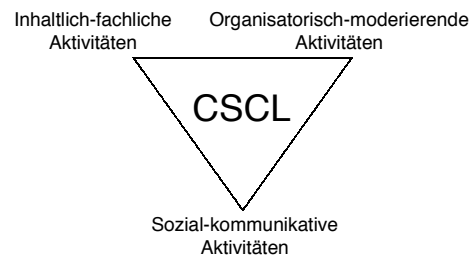 Inhaltlich-fachliche
Aktivitäten
Organisatorisch-moderierende
Aktivitäten
CSCL
Sozial-kommunikative
Aktivitäten